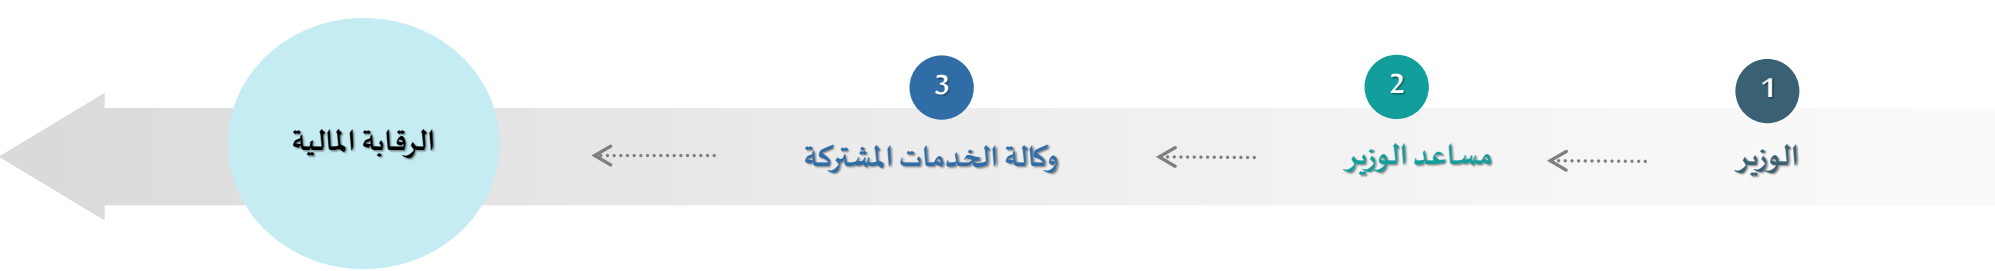 1
الوزير
2
مساعد الوزير
3
وكالة الخدمات المشتركة
الرقابة المالية